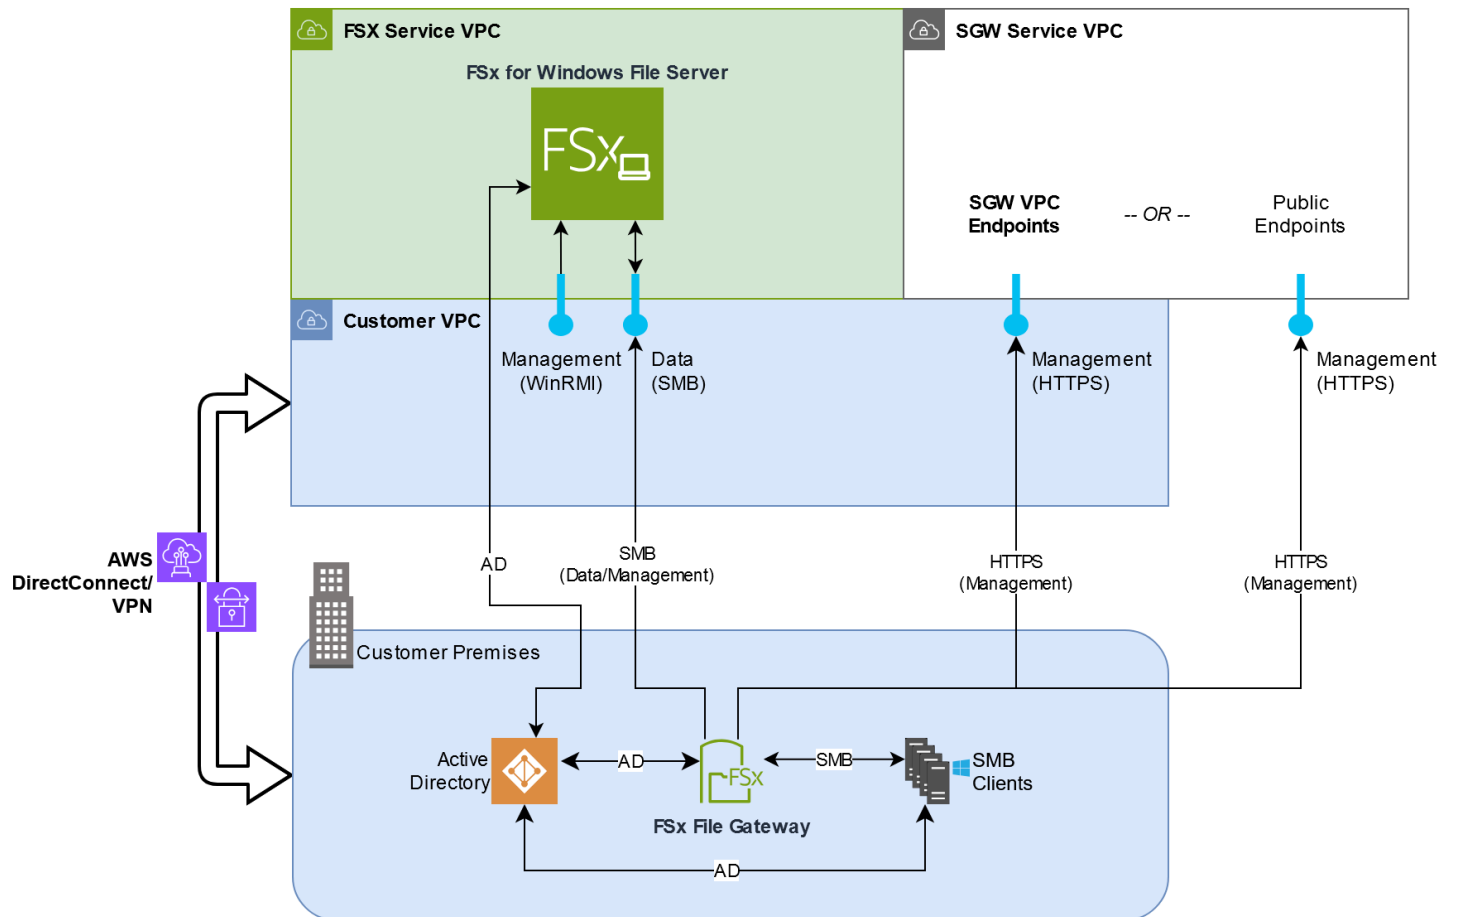 FSX Service VPC
SGW Service VPC
FSx for Windows File Server
FSx
SGW VPC
Endpoints
-- OR --
Public
Endpoints
Customer VPC
Management
(WinRMI)
Data
(SMB)
Management
(HTTPS)
Management
(HTTPS)
AWS
DirectConnect/
VPN
AD
SMB
(Data/Management)
HTTPS
(Management)
HTTPS
(Management)
Customer Premises
Active
Directory
AD
FSx
SMB
SMB
Clients
FSx File Gateway
AD